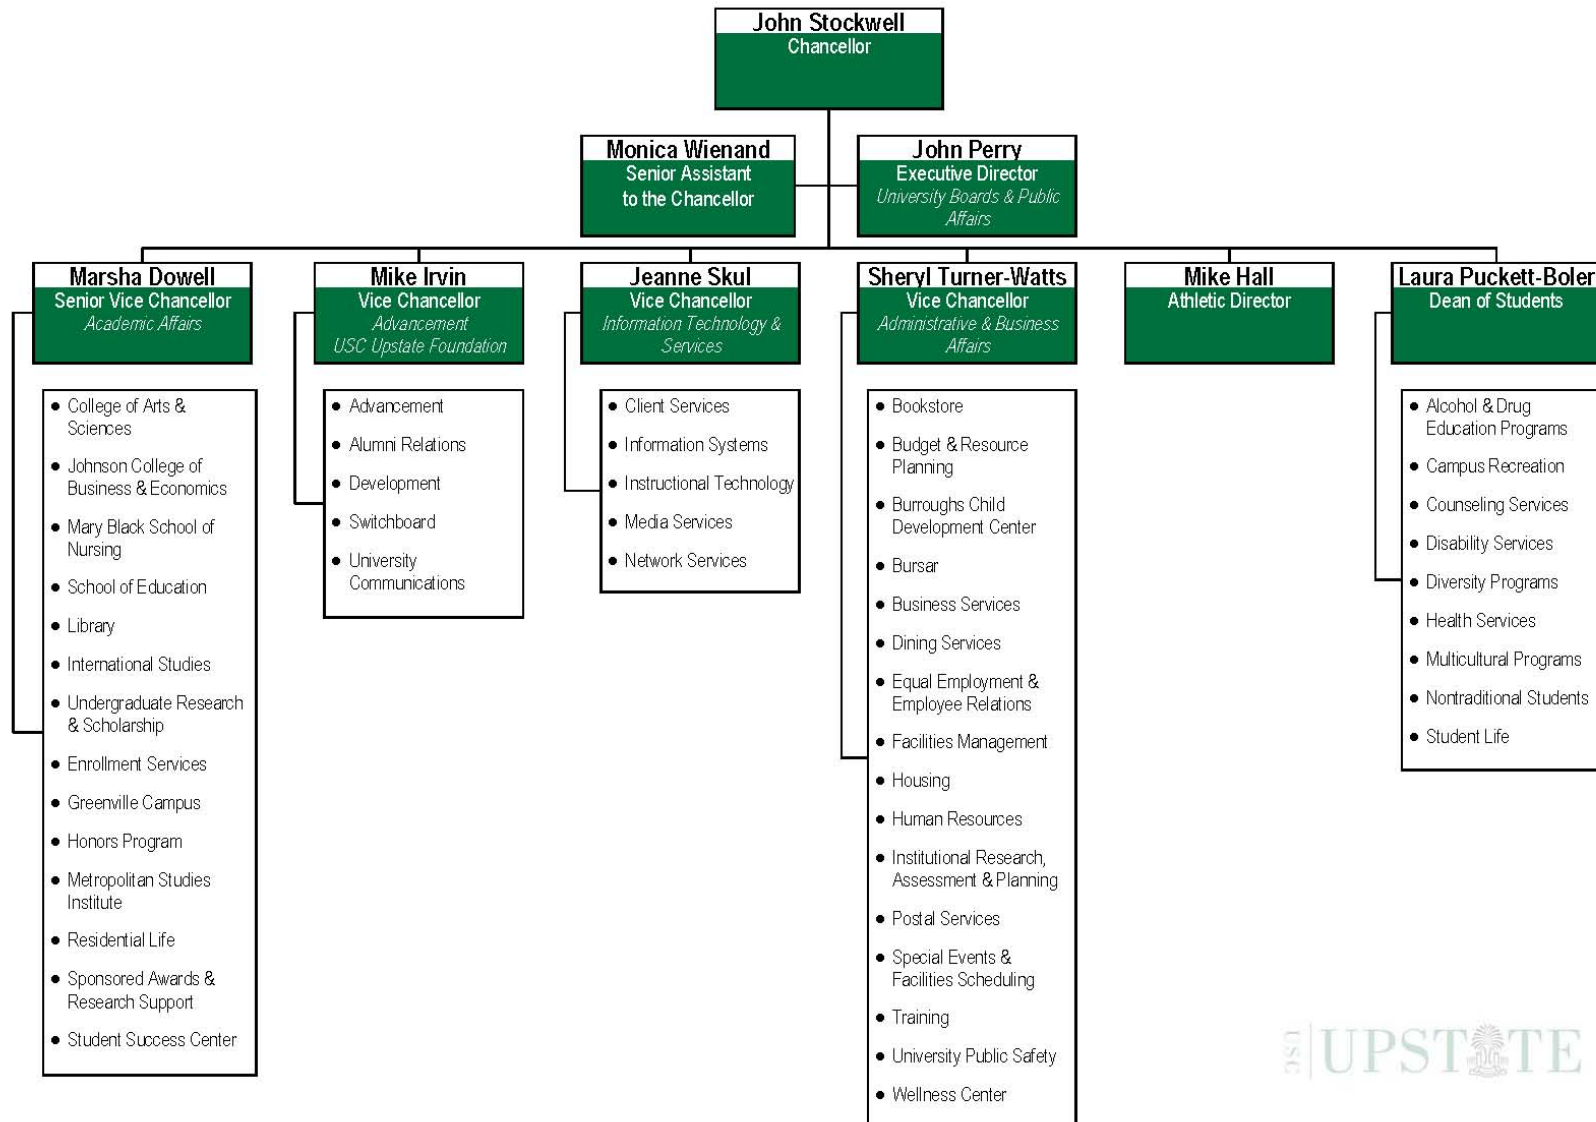 John Stockwell
Chancellor
Monica Wienand
Senior Assistant
to the Chancellor
John Perry
Executive Director
University Boards & Public
Affairs
Marsha Dowell
Senior Vice Chancellor
Academic Affairs
Mike Irvin
Vice Chancellor
Advancement
USC Upstate Foundation
Jeanne Skul
Vice Chancellor
Information Technology &
Services
Sheryl Turner-Watts
Vice Chancellor
Administrative & Business
Affairs
Mike Hall
Athletic Director
Laura Puckett-Boler
Dean of Students
• College of Arts &
Sciences
• Johnson College of
Business & Economics
• Mary Black School of
Nursing
• School of Education
• Library
• International Studies
• Undergraduate Research
& Scholarship
• Enrollment Services
• Greenville Campus
• Honors Program
• Metropolitan Studies
Institute
• Residential Life
• Sponsored Awards &
Research Support
• Student Success Center
• Advancement
• Alumni Relations
• Development
• Switchboard
• University
Communications
• Client Services
• Information Systems
• Instructional Technology
• Media Services
• Network Services
• Bookstore
• Budget & Resource
Planning
• Burroughs Child
Development Center
• Bursar
• Business Services
• Dining Services
• Equal Employment &
Employee Relations
• Facilities Management
• Housing
• Human Resources
• Institutional Research,
Assessment & Planning
• Postal Services
• Special Events &
Facilities Scheduling
• Training
• University Public Safety
• Wellness Center
• Alcohol & Drug
Education Programs
• Campus Recreation
• Counseling Services
• Disability Services
• Diversity Programs
• Health Services
• Multicultural Programs
• Nontraditional Students
• Student Life
USC UPSTATE